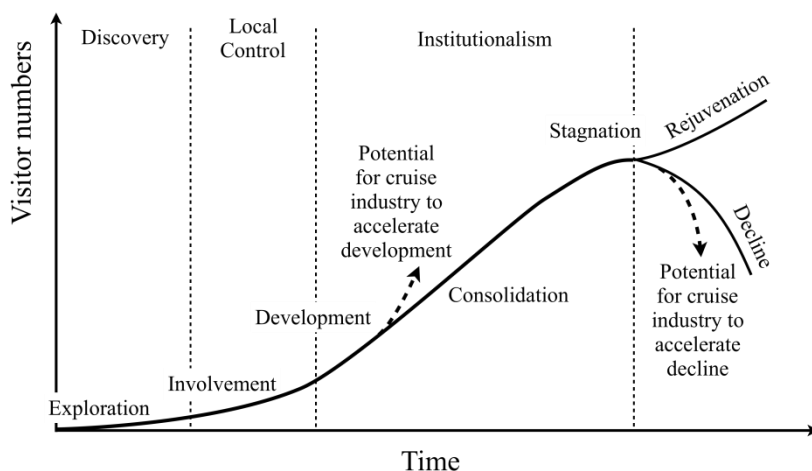 Discovery
Local
Control
Institutionalism
Visitor numbers
Rejuvenation
Stagnation
Potential
for cruise
industry to
accelerate
development
Decline
Potential
for cruise
industry to
accelerate
decline
Consolidation
Development
Involvement
Exploration
Time